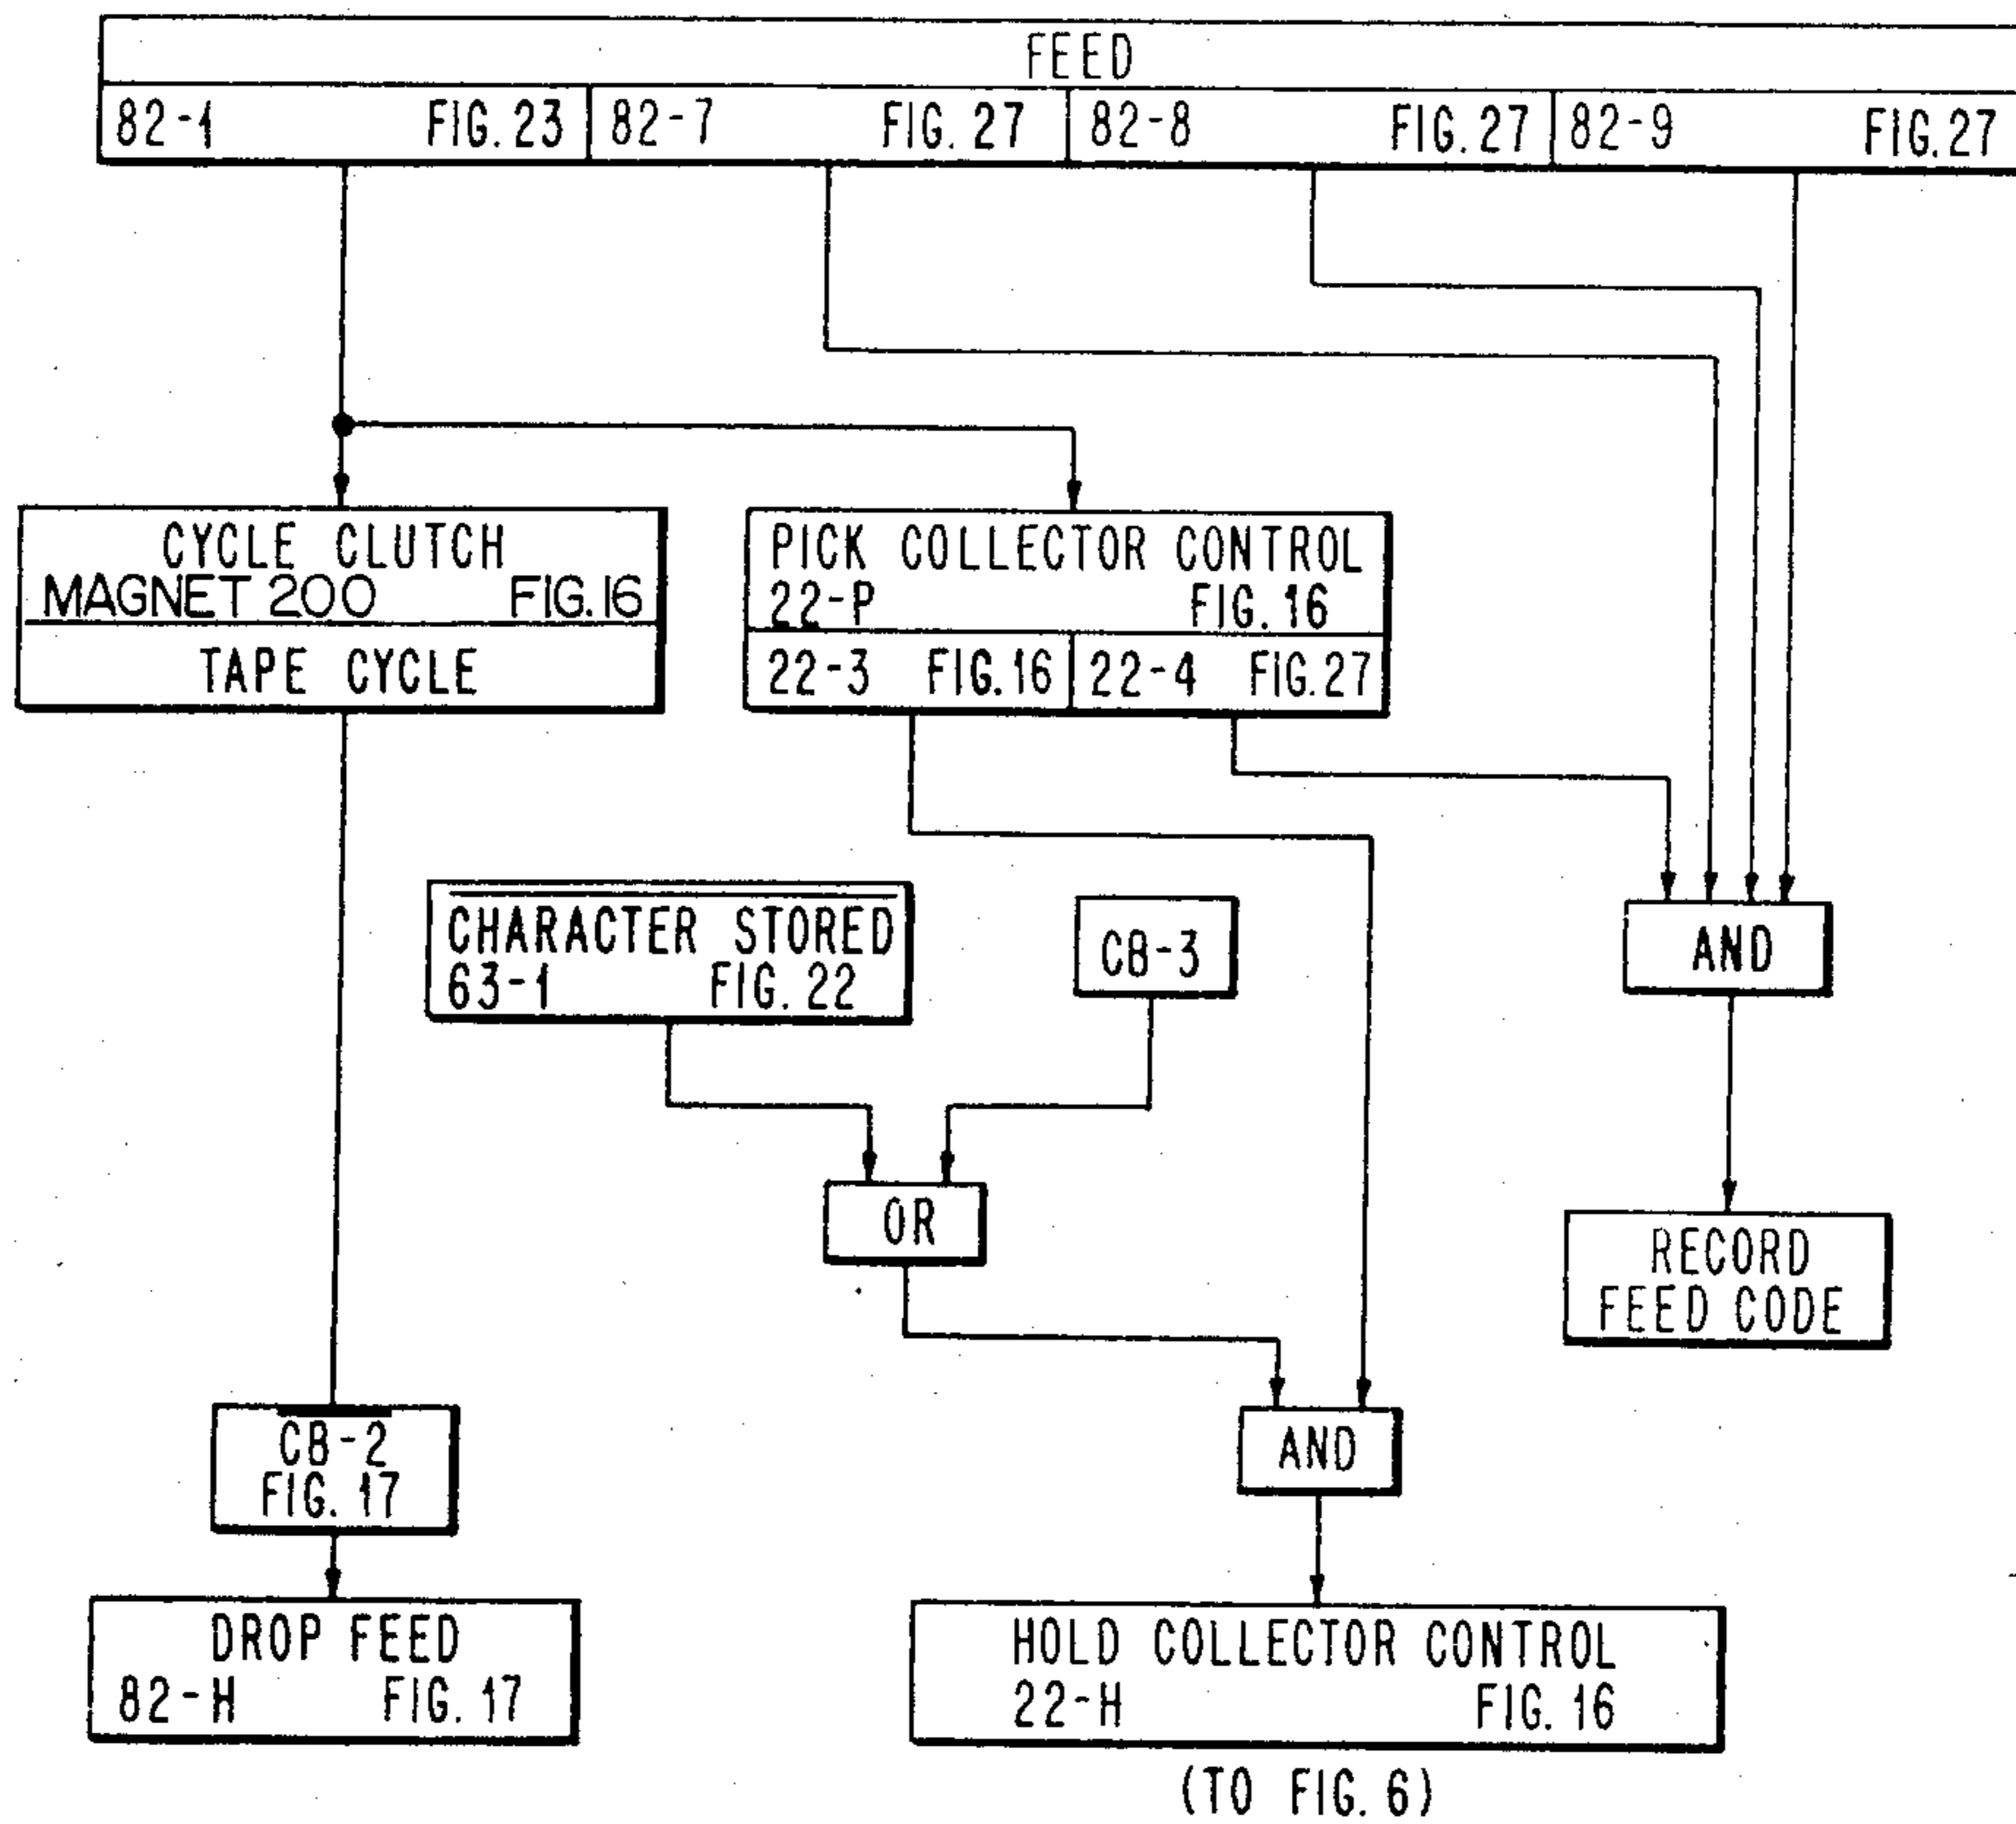 FEED
82-1 FIG. 23 82-7 FIG. 27 82-8 FIG. 27 82-9 FIG. 27
CYCLE CLUTCH
MAGNET 200 FIG. 16
TAPE CYCLE
PICK COLLECTOR CONTROL
22-P FIG. 16
22-3 FIG. 16 22-4 FIG. 27
CHARACTER STORED
63-1 FIG. 22
CB-3
AND
OR
RECORD
FEED CODE
CB-2
FIG. 17
AND
DROP FEED
82-H FIG. 17
HOLD COLLECTOR CONTROL
22-H FIG. 16
(TO FIG. 6)